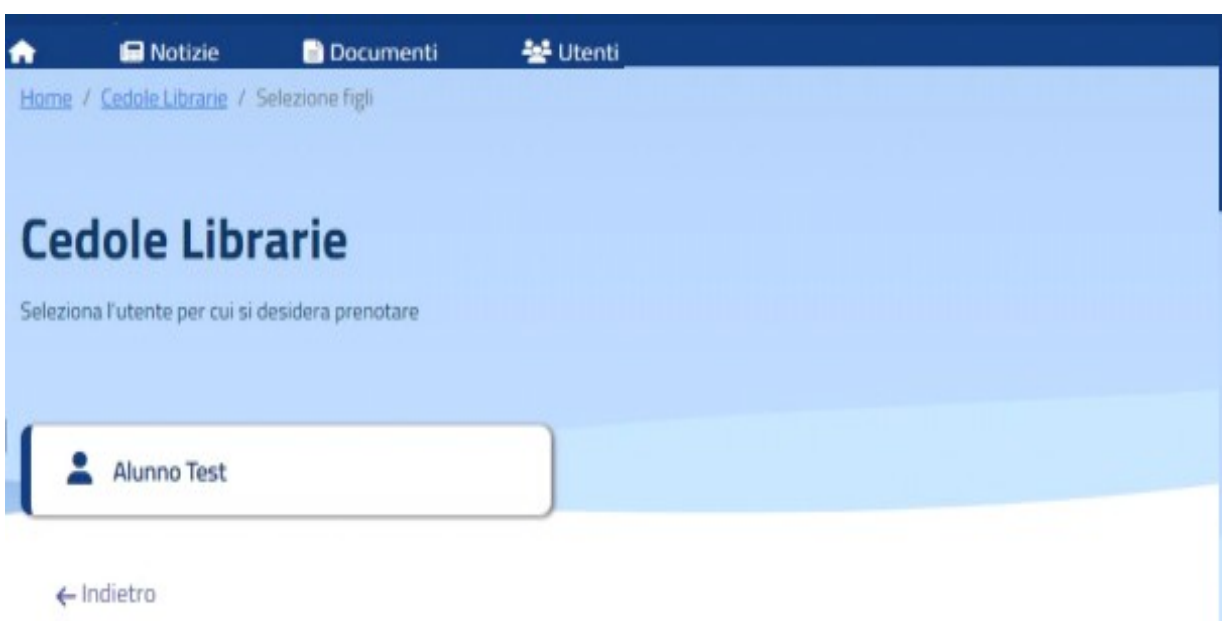 Notizie Documenti Utenti
Home / Cedole Librarie / Selezione figli
Cedole Librarie
Seleziona l'utente per cui si desidera prenotare
Alunno Test
Indietro